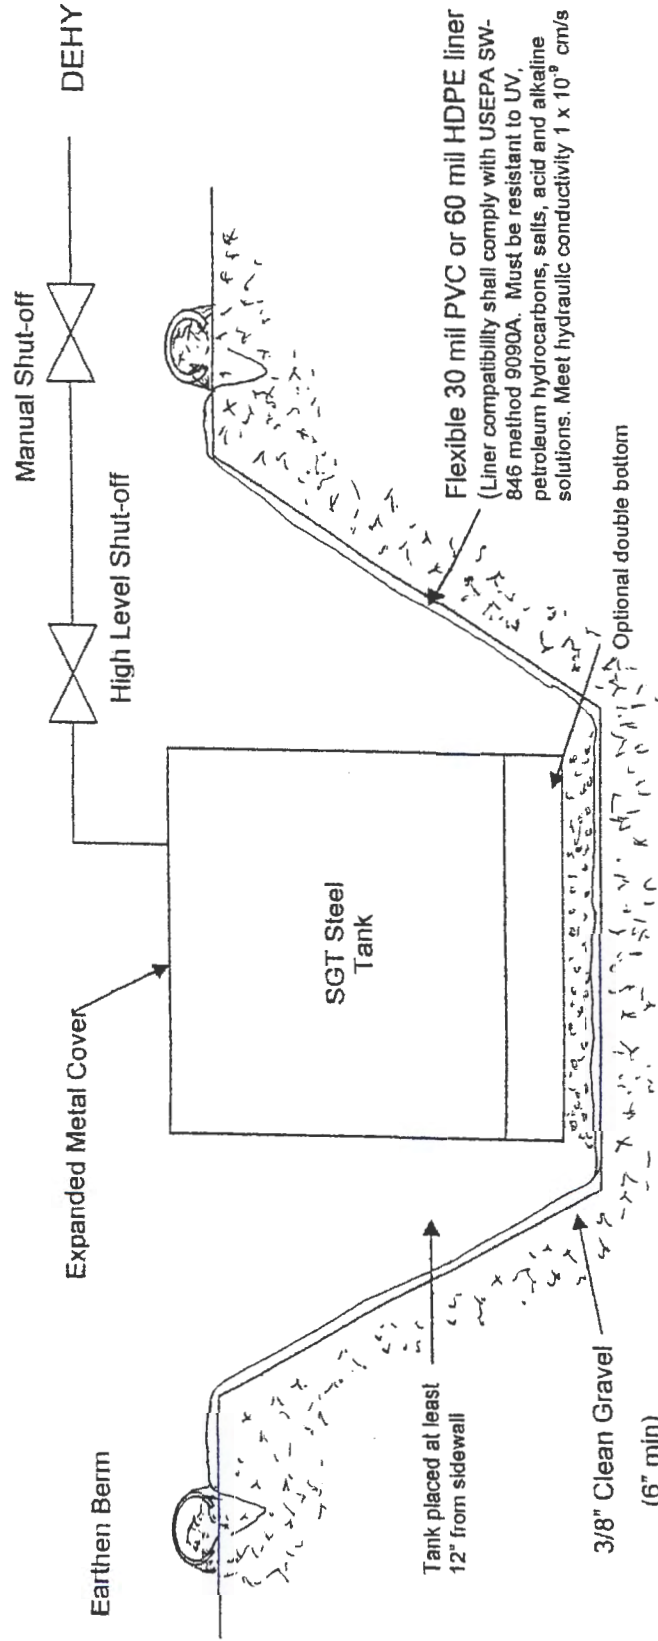 Earthen Berm
Expanded Metal Cover
Manual Shut-off
DEHY
High Level Shut-off
SGT Steel
Tank
Tank placed at least
12" from sidewall
3/8" Clean Gravel
(6" min)
Flexible 30 mil PVC or 60 mil HDPE liner
(Liner compatibility shall comply with USEPA SW-
846 method 9090A. Must be resistant to UV,
petroleum hydrocarbons, salts, acid and alkaline
solutions. Meet hydraulic conductivity 1 x 10⁻⁹ cm/s
Optional double bottom